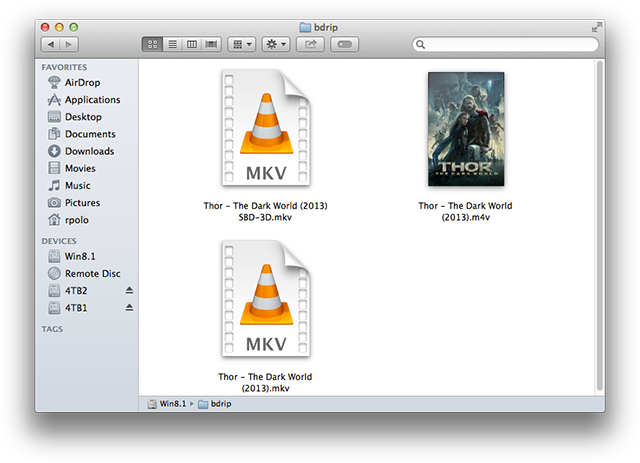 bdrip
FAVORITES
AirDrop
Applications
Desktop
Documents
Downloads
Movies
Music
Pictures
rpolo
DEVICES
Win8.1
Remote Disc
4TB2
4TB1
TAGS
MKV
Thor – The Dark World (2013)
SBD-3D.mkv
THOR
THE DARK WORLD
Thor – The Dark World
(2013).m4v
MKV
Thor – The Dark World
(2013).mkv
Win8.1 ▸ bdrip